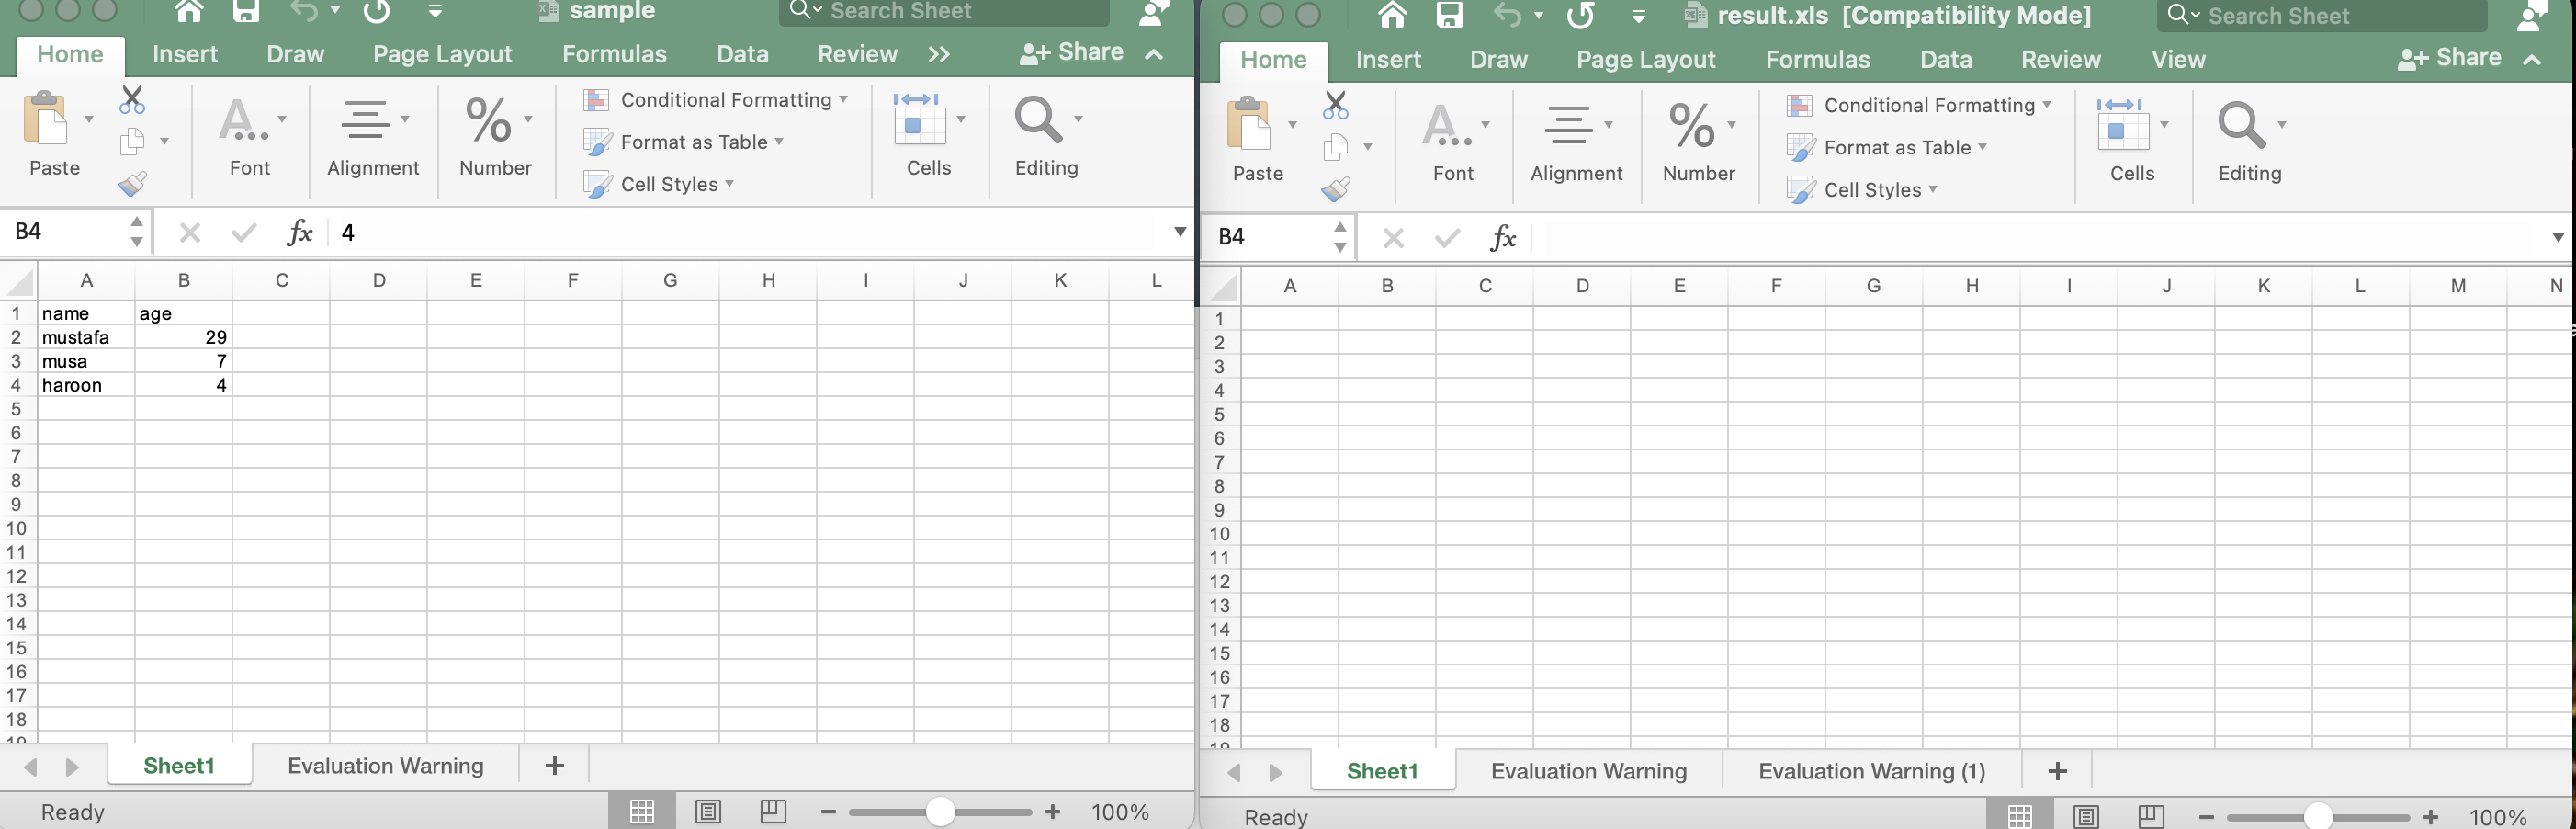 sample
Search Sheet
Home Insert Draw Page Layout Formulas Data Review >> Share
Paste
Font
Alignment
%
Number
Conditional Formatting
Format as Table
Cell Styles
Cells
Editing
B4 fx 4
A B C D E F G H I J K L
1 name age
2 mustafa 29
3 musa 7
4 haroon 4
5
6
7
8
9
10
11
12
13
14
15
16
17
18
19
Sheet1 Evaluation Warning +
Ready − + 100%
result.xls [Compatibility Mode]
Search Sheet
Home Insert Draw Page Layout Formulas Data Review View Share
Paste
A...
Font
Alignment
%
Number
Conditional Formatting
Format as Table
Cell Styles
Cells
Editing
B4 fx
A B C D E F G H I J K L M N
1
2
3
4
5
6
7
8
9
10
11
12
13
14
15
16
17
18
19
Sheet1 Evaluation Warning Evaluation Warning (1) +
Ready − + 100%